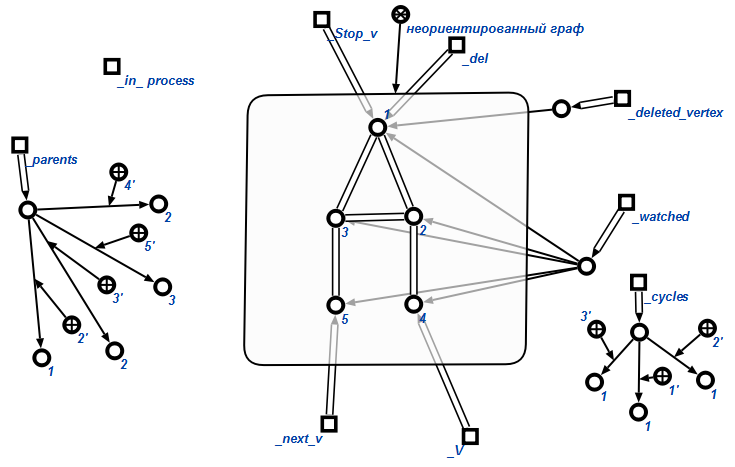 _Stop_v
неориентированный граф
_del
_in_ process
1
_deleted_vertex
_parents
4'
2
5'
3'
3
2'
1
2
3
2
5
4
_watched
_cycles
3'
2'
1'
1
1
1
_next_v
_V